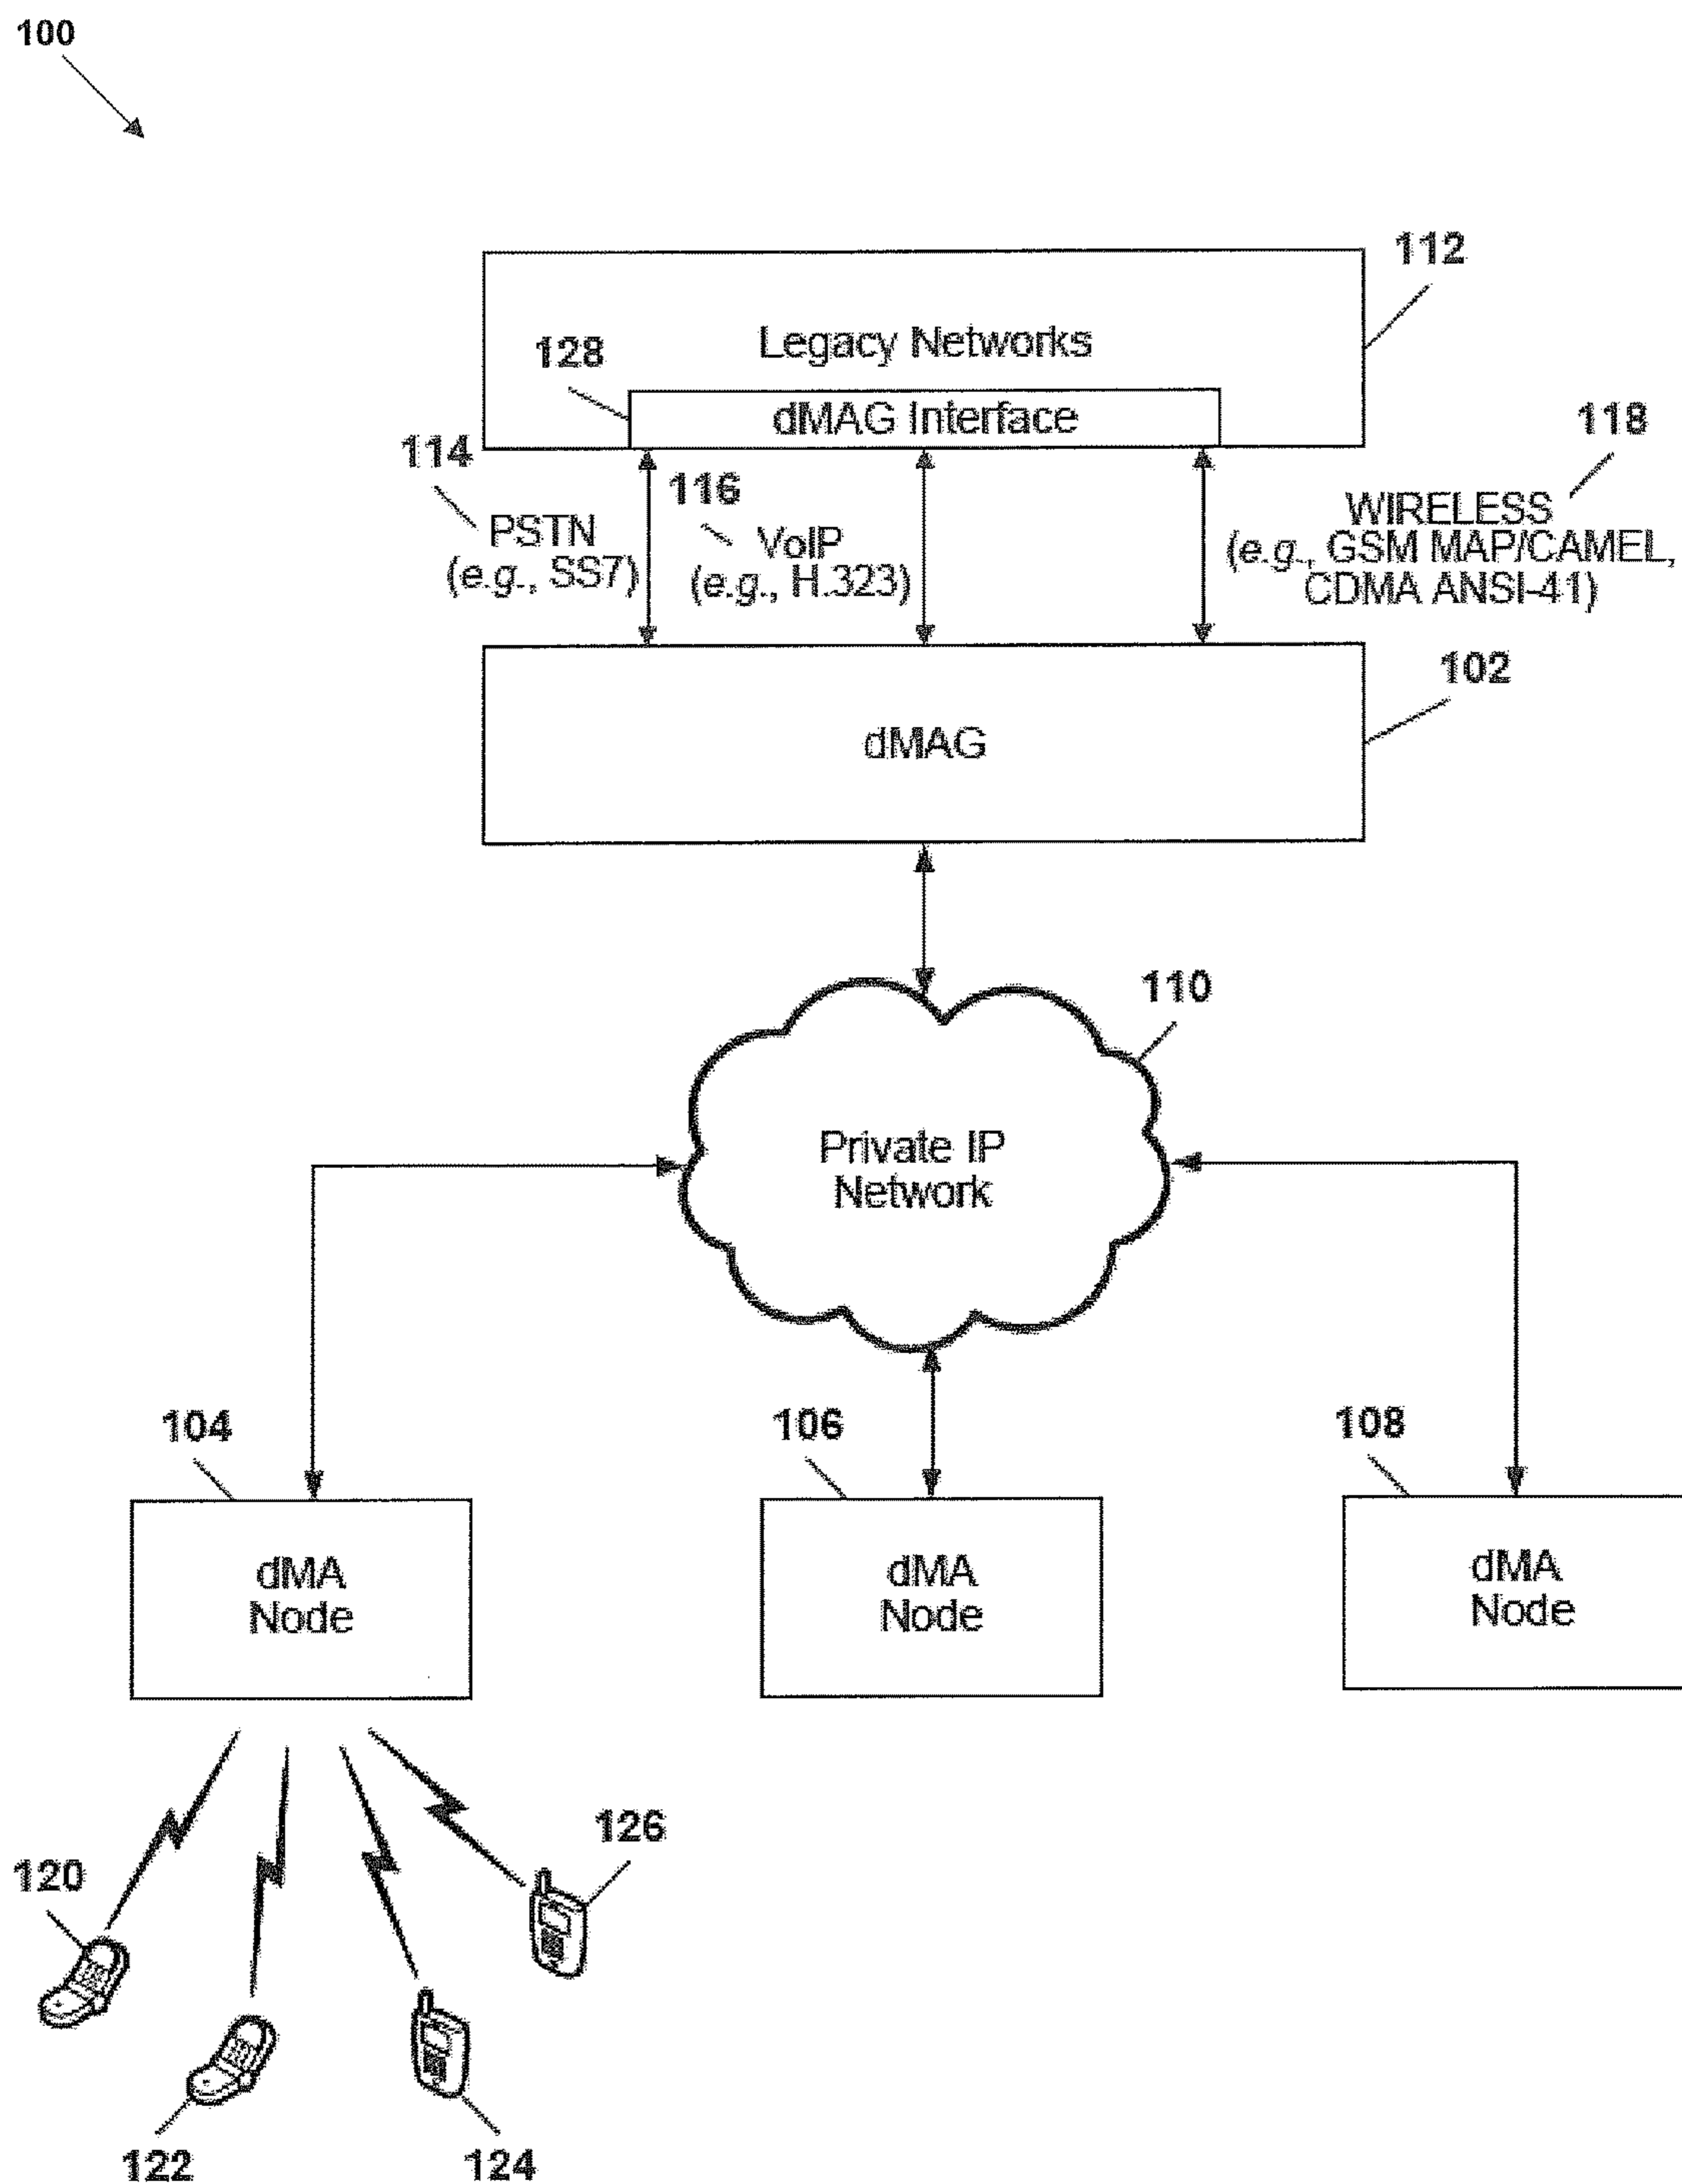 100
112
Legacy Networks
128
dMAG Interface
118
114
116
PSTN
(e.g., SS7)
VoIP
(e.g., H.323)
WIRELESS
(e.g., GSM MAP/CAMEL,
CDMA ANSI-41)
102
dMAG
110
Private IP
Network
104
106
108
dMA
Node
dMA
Node
dMA
Node
126
120
122
124